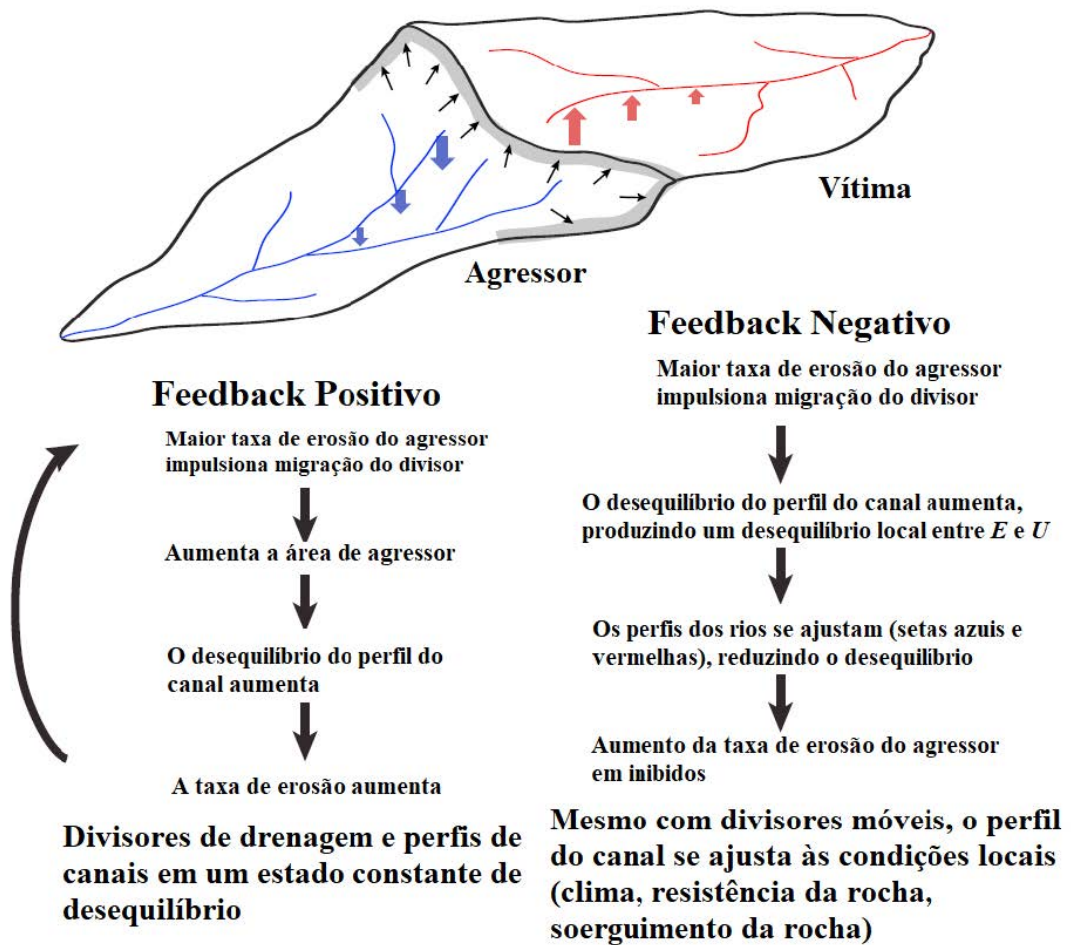 Vítima
Agressor
Feedback Positivo
Maior taxa de erosão do agressor
impulsiona migração do divisor
Aumenta a área de agressor
O desequilíbrio do perfil do
canal aumenta
A taxa de erosão aumenta
Divisores de drenagem e perfis de
canais em um estado constante de
desequilíbrio
Feedback Negativo
Maior taxa de erosão do agressor
impulsiona migração do divisor
O desequilíbrio do perfil do canal aumenta,
produzindo um desequilíbrio local entre E e U
Os perfis dos rios se ajustam (setas azuis e
vermelhas), reduzindo o desequilíbrio
Aumento da taxa de erosão do agressor
em inibidos
Mesmo com divisores móveis, o perfil
do canal se ajusta às condições locais
(clima, resistência da rocha,
soerguimento da rocha)